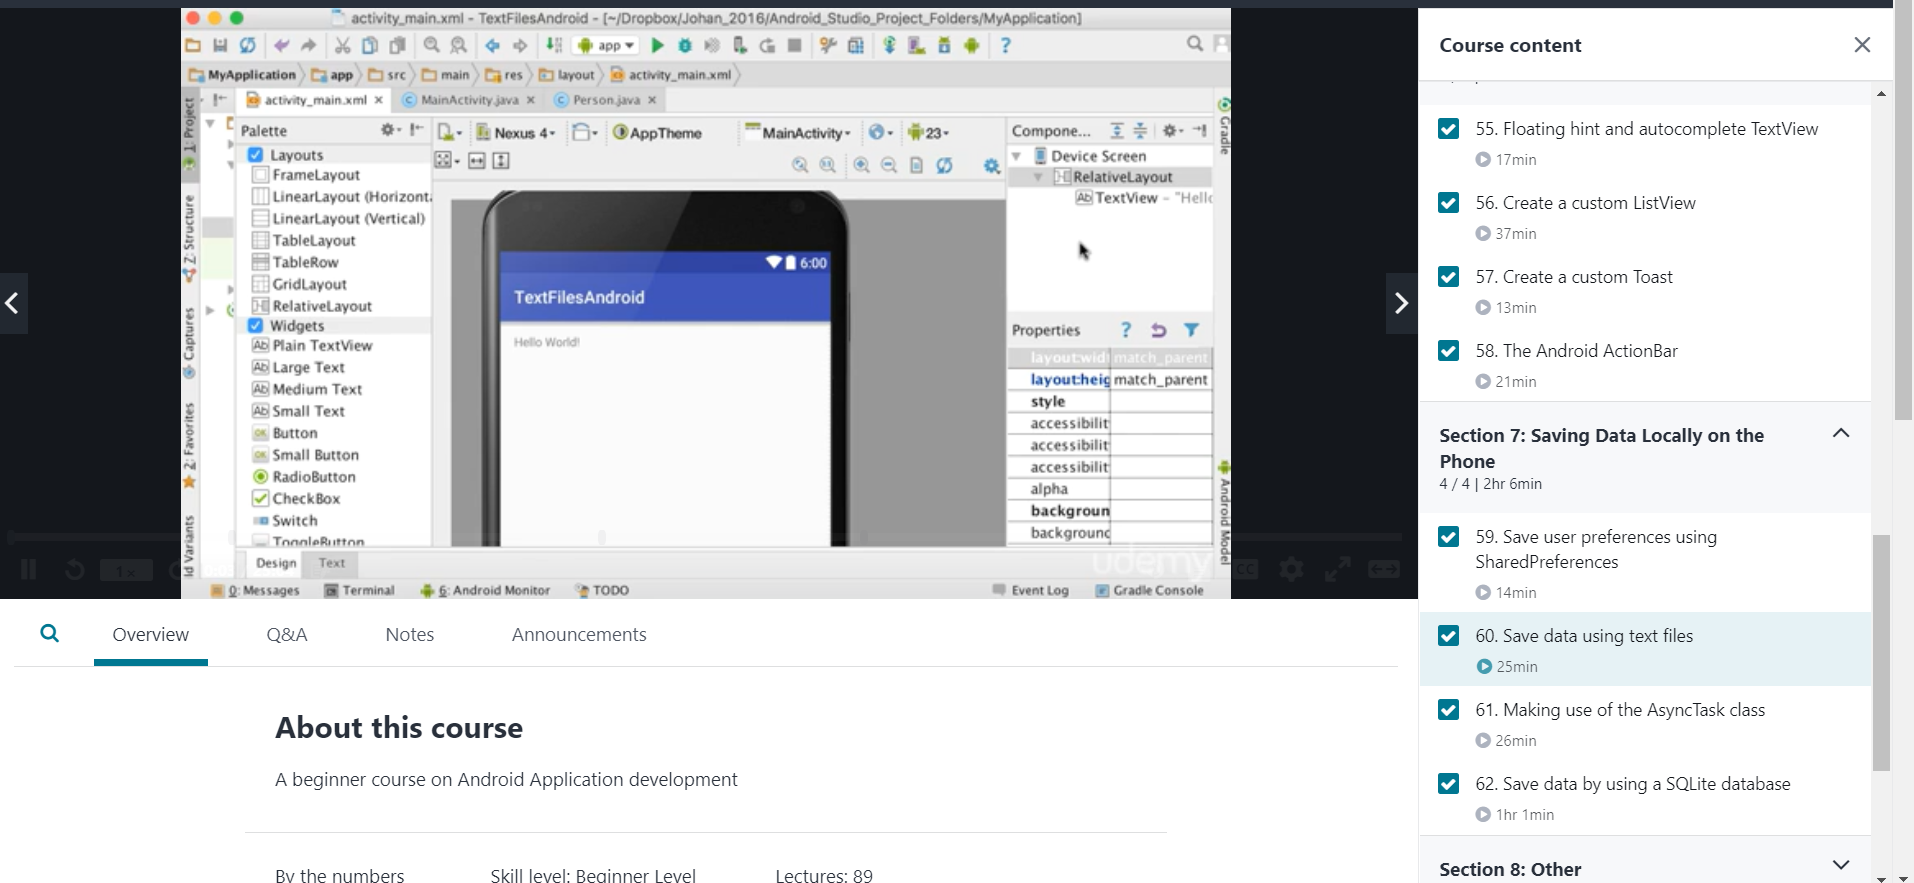 activity_main.xml - TextFilesAndroid - [~/Dropbox/Johan_2016/Android_Studio_Project_Folders/MyApplication]
app
MyApplication app src main res layout activity_main.xml
activity_main.xml MainActivity.java Person.java
1: Project
Z: Structure
Captures
2: Favorites
ld Variants
Palette
Layouts
FrameLayout
LinearLayout (Horizont
LinearLayout (Vertical)
TableLayout
TableRow
GridLayout
RelativeLayout
Widgets
Plain TextView
Large Text
Medium Text
Small Text
Button
Small Button
RadioButton
CheckBox
Switch
ToggleButton
Nexus 4 AppTheme MainActivity 23
6:00
TextFilesAndroid
Hello World!
Compone...
Device Screen
RelativeLayout
TextView - "Hello
Properties
layout:widt match_parent
layout:heig match_parent
style
accessibilit
accessibilit
accessibilit
alpha
backgroun
background
Gradle
Android Model
Design Text
udemy
0: Messages Terminal 6: Android Monitor TODO Event Log Gradle Console
1x
CC
Overview Q&A Notes Announcements
About this course
A beginner course on Android Application development
By the numbers Skill level: Beginner Level Lectures: 89
Course content
55. Floating hint and autocomplete TextView
17min
56. Create a custom ListView
37min
57. Create a custom Toast
13min
58. The Android ActionBar
21min
Section 7: Saving Data Locally on the
Phone
4 / 4 | 2hr 6min
59. Save user preferences using
SharedPreferences
14min
60. Save data using text files
25min
61. Making use of the AsyncTask class
26min
62. Save data by using a SQLite database
1hr 1min
Section 8: Other